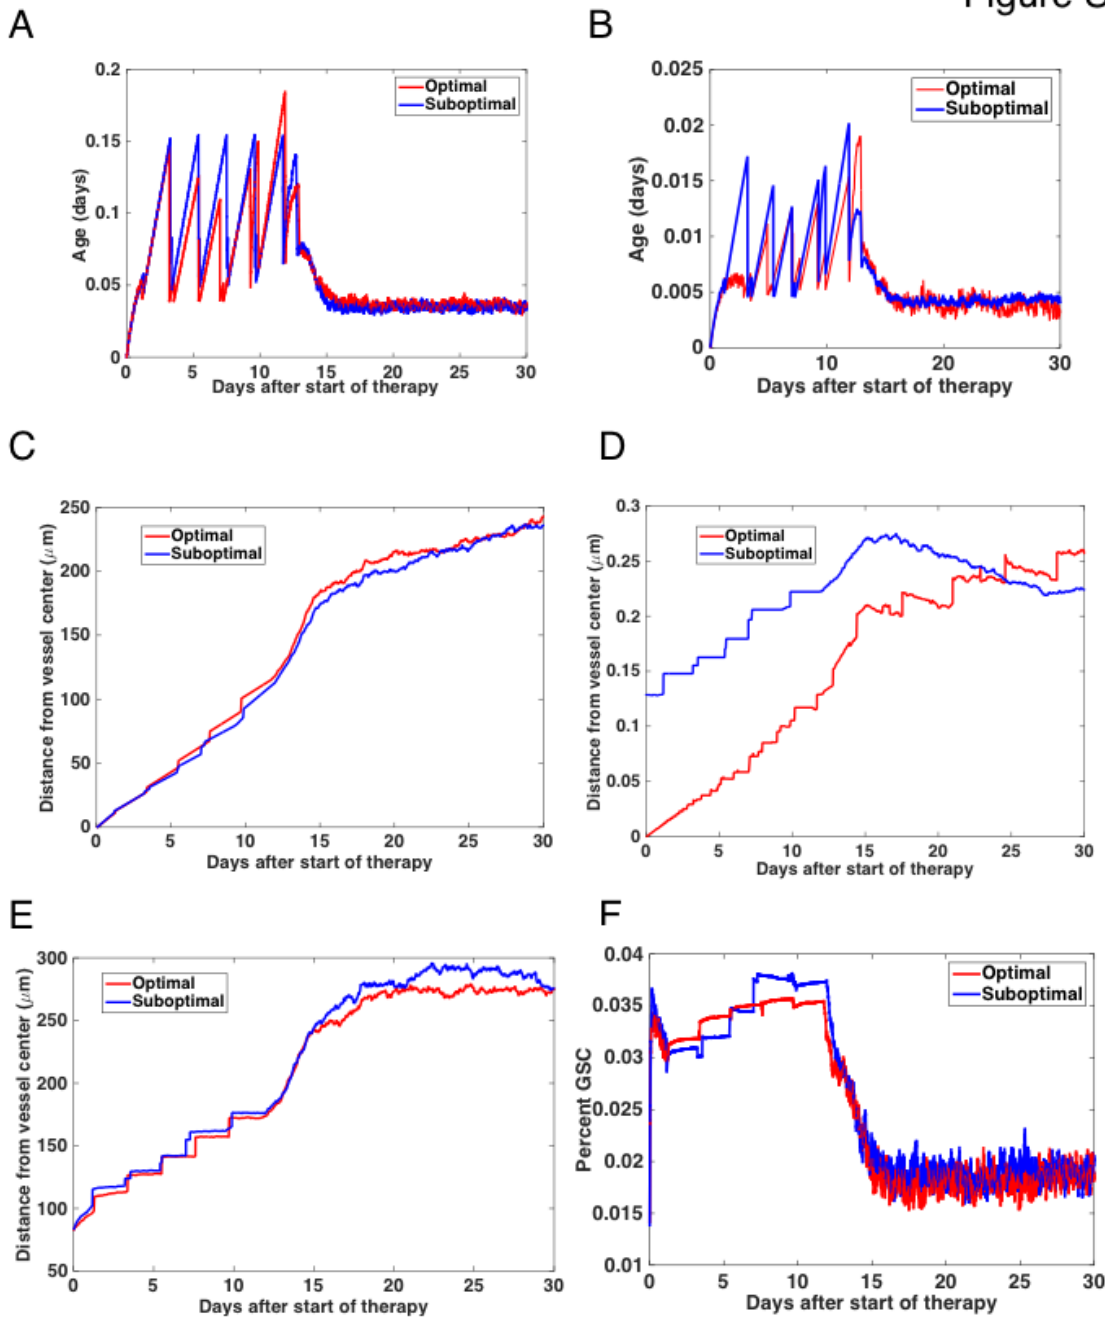 Figure S
A
B
0.2
0.15
0.1
0.05
0
Age (days)
Optimal
Suboptimal
0 5 10 15 20 25 30
Days after start of therapy
0.025
0.02
0.015
0.01
0.005
0
Age (days)
Optimal
Suboptimal
0 10 20 30
Days after start of therapy
C
D
250
200
150
100
50
0
Distance from vessel center (μm)
Optimal
Suboptimal
0 5 10 15 20 25 30
Days after start of therapy
0.3
0.25
0.2
0.15
0.1
0.05
0
Distance from vessel center (μm)
Optimal
Suboptimal
0 5 10 15 20 25 30
Days after start of therapy
E
F
300
250
200
150
100
50
Distance from vessel center (μm)
Optimal
Suboptimal
0 5 10 15 20 25 30
Days after start of therapy
0.04
0.035
0.03
0.025
0.02
0.015
0.01
Percent GSC
Optimal
Suboptimal
0 5 10 15 20 25 30
Days after start of therapy